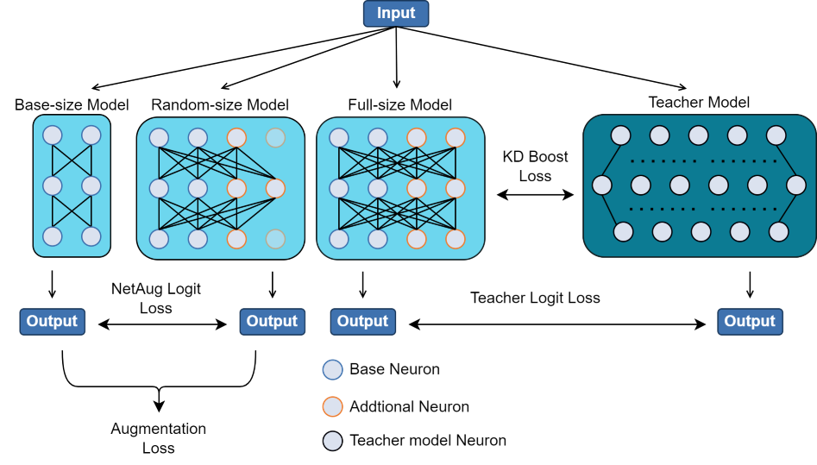 Input
Base-size Model
Random-size Model
Full-size Model
Teacher Model
KD Boost
Loss
NetAug Logit
Loss
Teacher Logit Loss
Output
Output
Output
Output
Base Neuron
Addtional Neuron
Teacher model Neuron
Augmentation
Loss